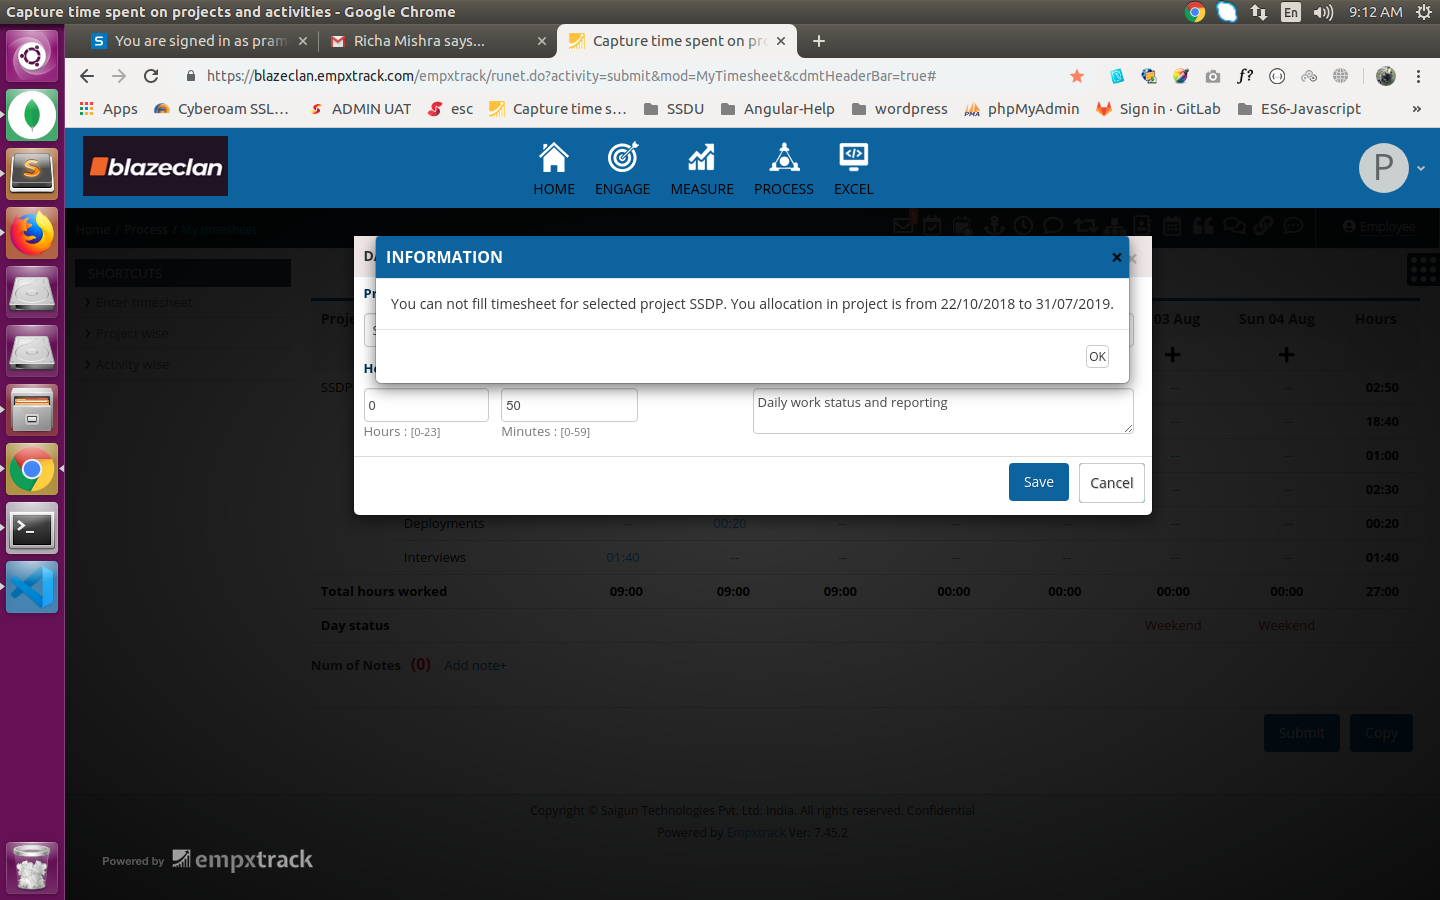 Capture time spent on projects and activities - Google Chrome
En
9:12 AM
You are signed in as pram
Richa Mishra says...
Capture time spent on pro
https://blazeclan.empxtrack.com/empxtrack/runet.do?activity=submit&mod=MyTimesheet&cdmtHeaderBar=true#
Apps
Cyberoam SSL...
ADMIN UAT
esc
Capture time s...
SSDU
Angular-Help
wordpress
phpMyAdmin
Sign in · GitLab
ES6-Javascript
»
blazeclan
HOME
ENGAGE
MEASURE
PROCESS
EXCEL
P
Home / Process / My timesheet
Employee
SHORTCUTS
Enter timesheet
Project wise
Activity wise
INFORMATION
You can not fill timesheet for selected project SSDP. You allocation in project is from 22/10/2018 to 31/07/2019.
OK
03 Aug
Sun 04 Aug
Hours
SSDP
0
50
Daily work status and reporting
Hours : [0-23]
Minutes : [0-59]
Save
Cancel
-- -- 02:50
-- -- 18:40
-- -- 01:00
-- -- 02:30
Deployments -- 00:20 -- -- -- -- -- 00:20
Interviews 01:40 -- -- -- -- -- -- 01:40
Total hours worked 09:00 09:00 09:00 00:00 00:00 00:00 00:00 27:00
Day status Weekend Weekend
Num of Notes (0) Add note+
Submit
Copy
Copyright © Saigun Technologies Pvt. Ltd. India. All rights reserved. Confidential
Powered by Empxtrack Ver: 7.45.2
Powered by empxtrack